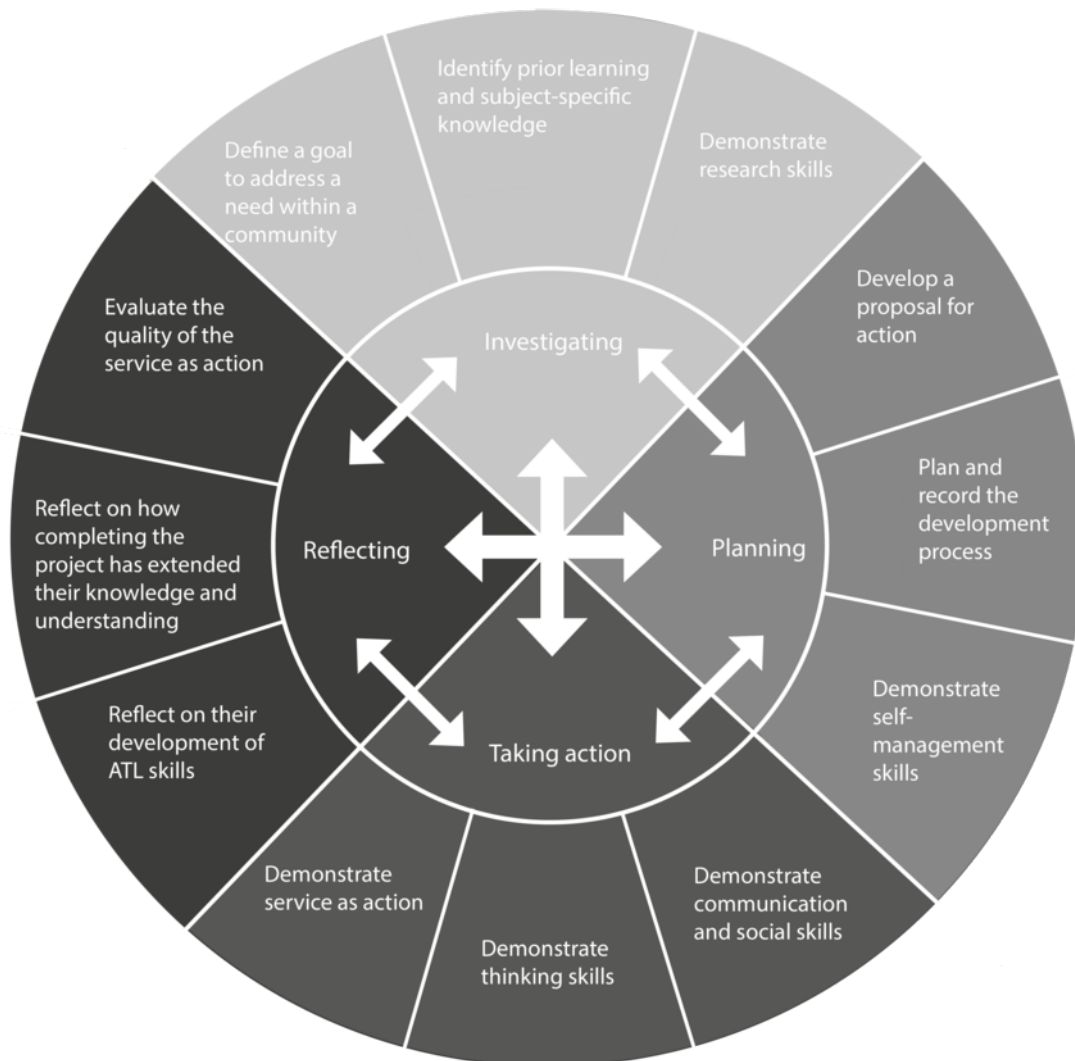 Identify prior learning
and subject-specific
knowledge
Demonstrate
research skills
Define a goal
to address a
need within a
community
Investigating
Develop a
proposal for
action
Evaluate the
quality of the
service as action
Plan and
record the
development
process
Reflect on how
completing the
project has extended
their knowledge and
understanding
Reflecting
Planning
Demonstrate
self-
management
skills
Reflect on their
development of
ATL skills
Taking action
Demonstrate
service as action
Demonstrate
thinking skills
Demonstrate
communication
and social skills